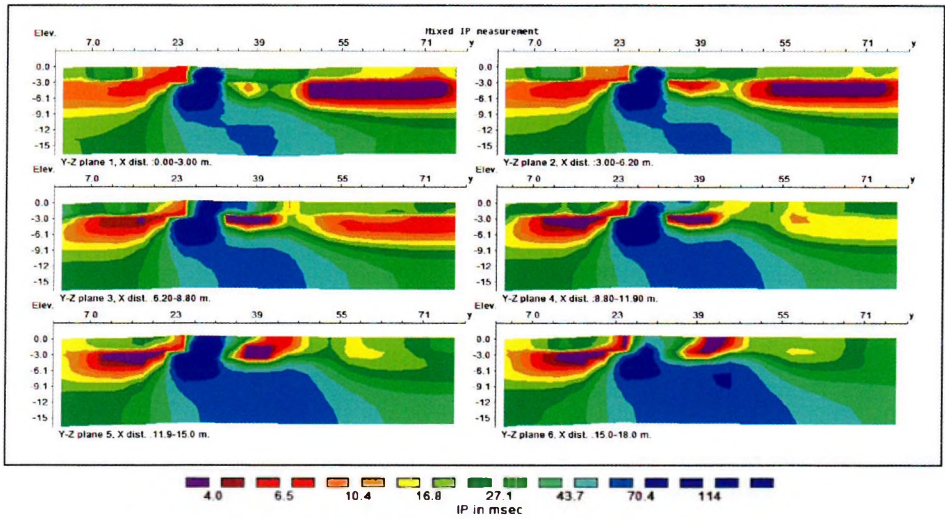 Mixed IP measurement
Elev.
7.0 23 39 55 71 y
0.0
-3.0
-6.1
-9.1
-12
-15
Y-Z plane 1, X dist. :0.00-3.00 m.
Elev.
7.0 23 39 55 71 y
0.0
-3.0
-6.1
-9.1
-12
-15
Y-Z plane 2, X dist. :3.00-6.20 m.
Elev.
7.0 23 39 55 71 y
0.0
-3.0
-6.1
-9.1
-12
-15
Y-Z plane 3, X dist. :6.20-8.80 m.
Elev.
7.0 23 39 55 71 y
0.0
-3.0
-6.1
-9.1
-12
-15
Y-Z plane 4, X dist. :8.80-11.90 m.
Elev.
7.0 23 39 55 71 y
0.0
-3.0
-6.1
-9.1
-12
-15
Y-Z plane 5, X dist. .11.9-15.0 m.
Elev.
7.0 23 39 55 71 y
0.0
-3.0
-6.1
-9.1
-12
-15
Y-Z plane 6, X dist. .15.0-18.0 m.
4.0 6.5 10.4 16.8 27.1 43.7 70.4 114
IP in msec